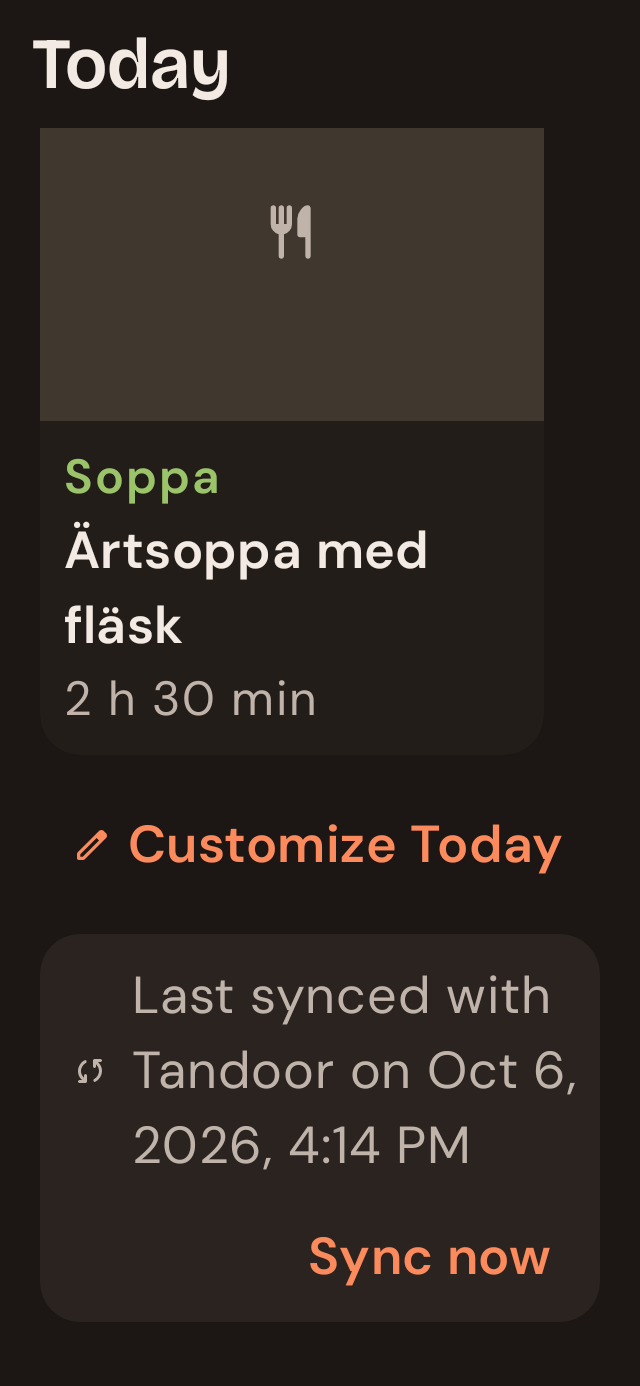 Today
Soppa
Ärtsoppa med
fläsk
2 h 30 min
Customize Today
Last synced with
Tandoor on Oct 6,
2026, 4:14 PM
Sync now